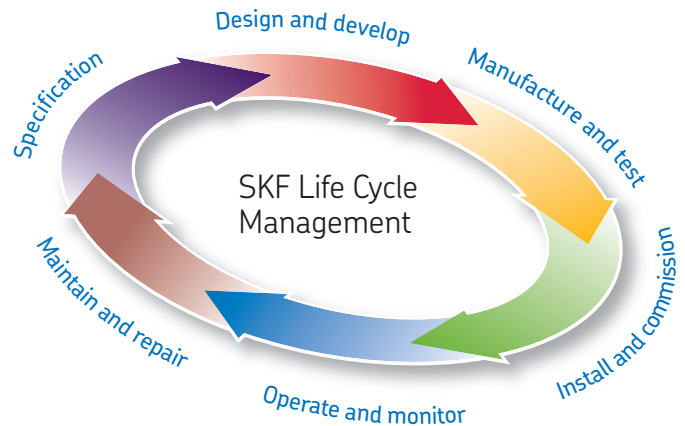 Design and develop
Manufacture and test
Specification
SKF Life Cycle
Management
Install and commission
Maintain and repair
Operate and monitor